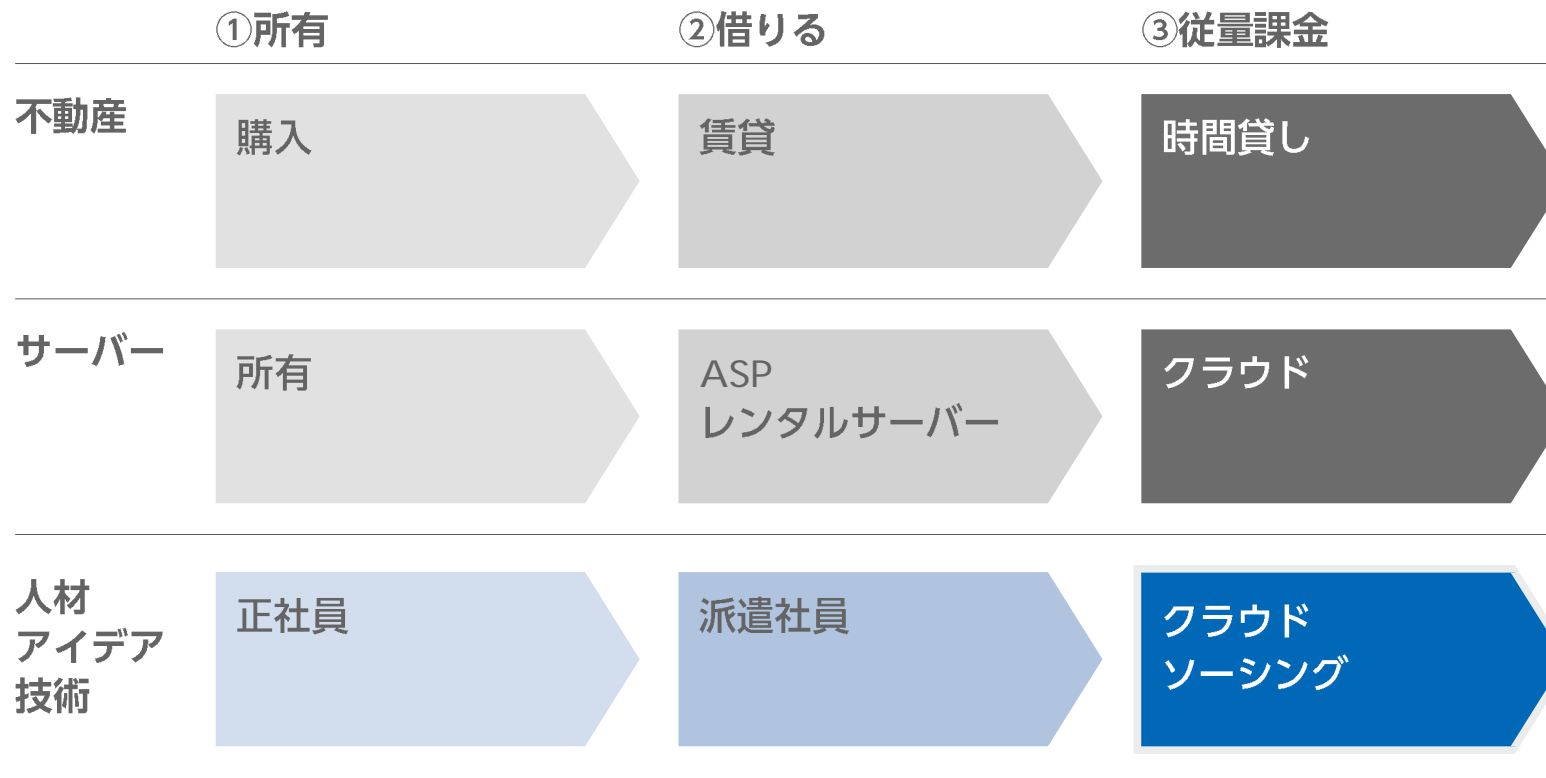 ①所有
②借りる
③従量課金
不動産
購入
賃貸
時間貸し
サーバー
所有
ASP
レンタルサーバー
クラウド
人材
アイデア
技術
正社員
派遣社員
クラウド
ソーシング